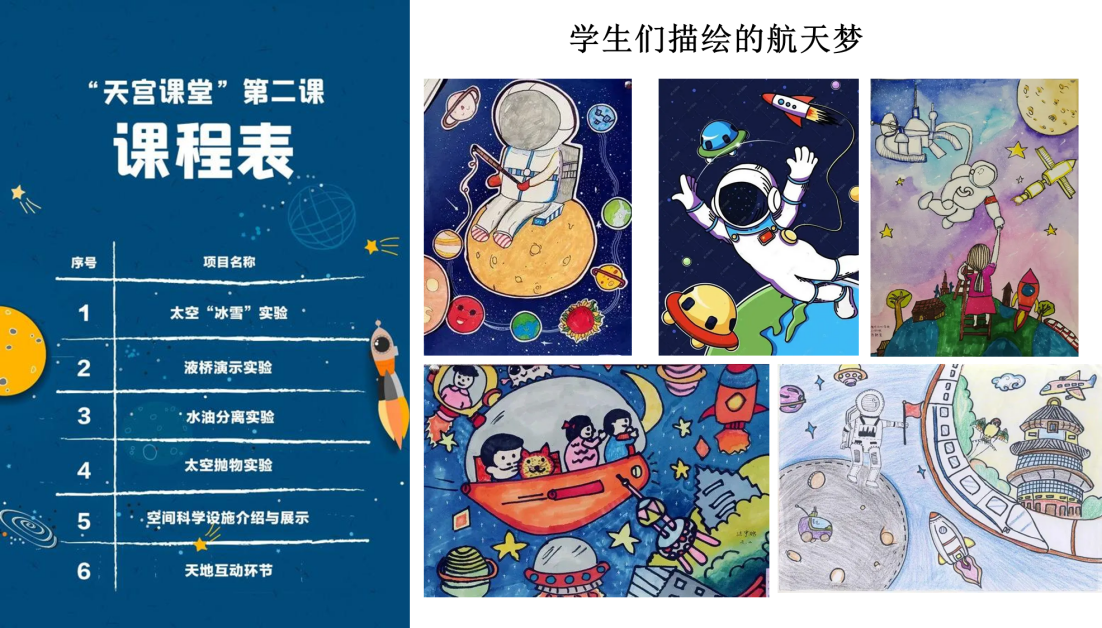 “天宫课堂”第二课
课程表
序号 项目名称
1 太空“冰雪”实验
2 液桥演示实验
3 水油分离实验
4 太空抛物实验
5 空间科学设施介绍与展示
6 天地互动环节
学生们描绘的航天梦